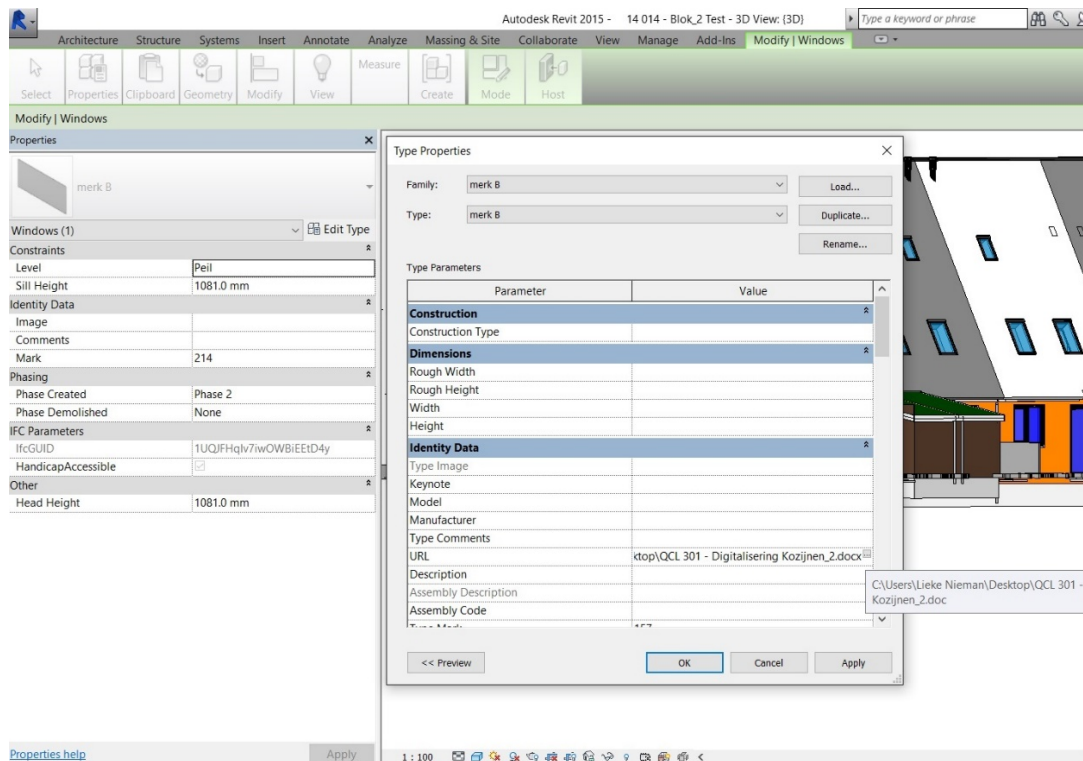 Autodesk Revit 2015 - 14 014 - Blok_2 Test - 3D View: {3D}
Type a keyword or phrase
Architecture Structure Systems Insert Annotate Analyze Massing & Site Collaborate View Manage Add-Ins Modify | Windows
Measure
Select Properties Clipboard Geometry Modify View Create Mode Host
Modify | Windows
Properties
merk B
Windows (1) Edit Type
Constraints
Level Peil
Sill Height 1081.0 mm
Identity Data
Image
Comments
Mark 214
Phasing
Phase Created Phase 2
Phase Demolished None
IFC Parameters
IfcGUID 1UQJFHqIv7iwOWBiEEtD4y
HandicapAccessible
Other
Head Height 1081.0 mm
Properties help Apply
Type Properties
Family: merk B Load...
Type: merk B Duplicate...
Rename...
Type Parameters
Parameter Value
Construction
Construction Type
Dimensions
Rough Width
Rough Height
Width
Height
Identity Data
Type Image
Keynote
Model
Manufacturer
Type Comments
URL ktop\QCL 301 - Digitalisering Kozijnen_2.docx
Description
Assembly Description
Assembly Code
Type Mark 157
C:\Users\Lieke Nieman\Desktop\QCL 301 -
Kozijnen_2.doc
<< Preview OK Cancel Apply
1 : 100